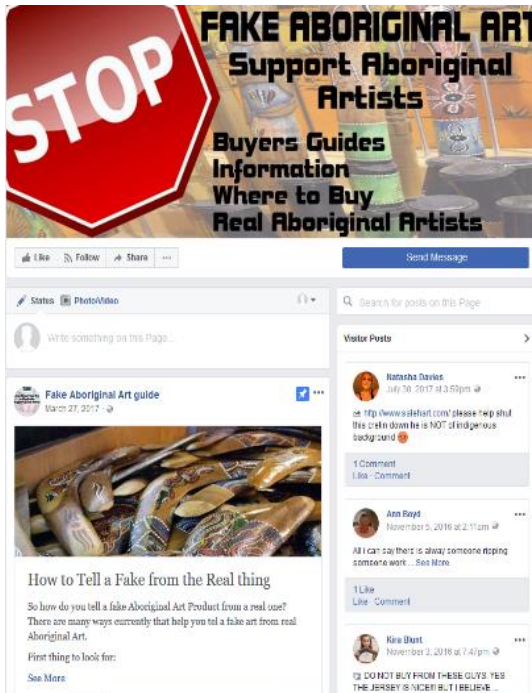 STOP
FAKE ABORIGINAL ART
Support Aboriginal
Artists
Buyers Guides
Information
Where to Buy
Real Aboriginal Artists
Like Follow Share ...
Send Message
Status Photo/Video
Write something on this Page...
Fake Aboriginal Art guide
March 27, 2017
How to Tell a Fake from the Real thing
So how do you tell a fake Aboriginal Art Product from a real one?
There are many ways currently that help you tel a fake art from real
Aboriginal Art.
First thing to look for:
See More
Search for posts on this Page
Visitor Posts
Natasha Davies
July 30, 2017 at 3:59pm
please help shut
this cretin down he is NOT of indigenous
background
1 Comment
Like · Comment
Ann Boyd
November 5, 2016 at 2:11am
All i can say there is alway someone ripping
someone work ... See More
1 Like
Like · Comment
Kira Blunt
November 3, 2016 at 7:47pm
DO NOT BUY FROM THESE GUYS. YES
THE JERSEY IS NICE!! BUT I BELIEVE ...